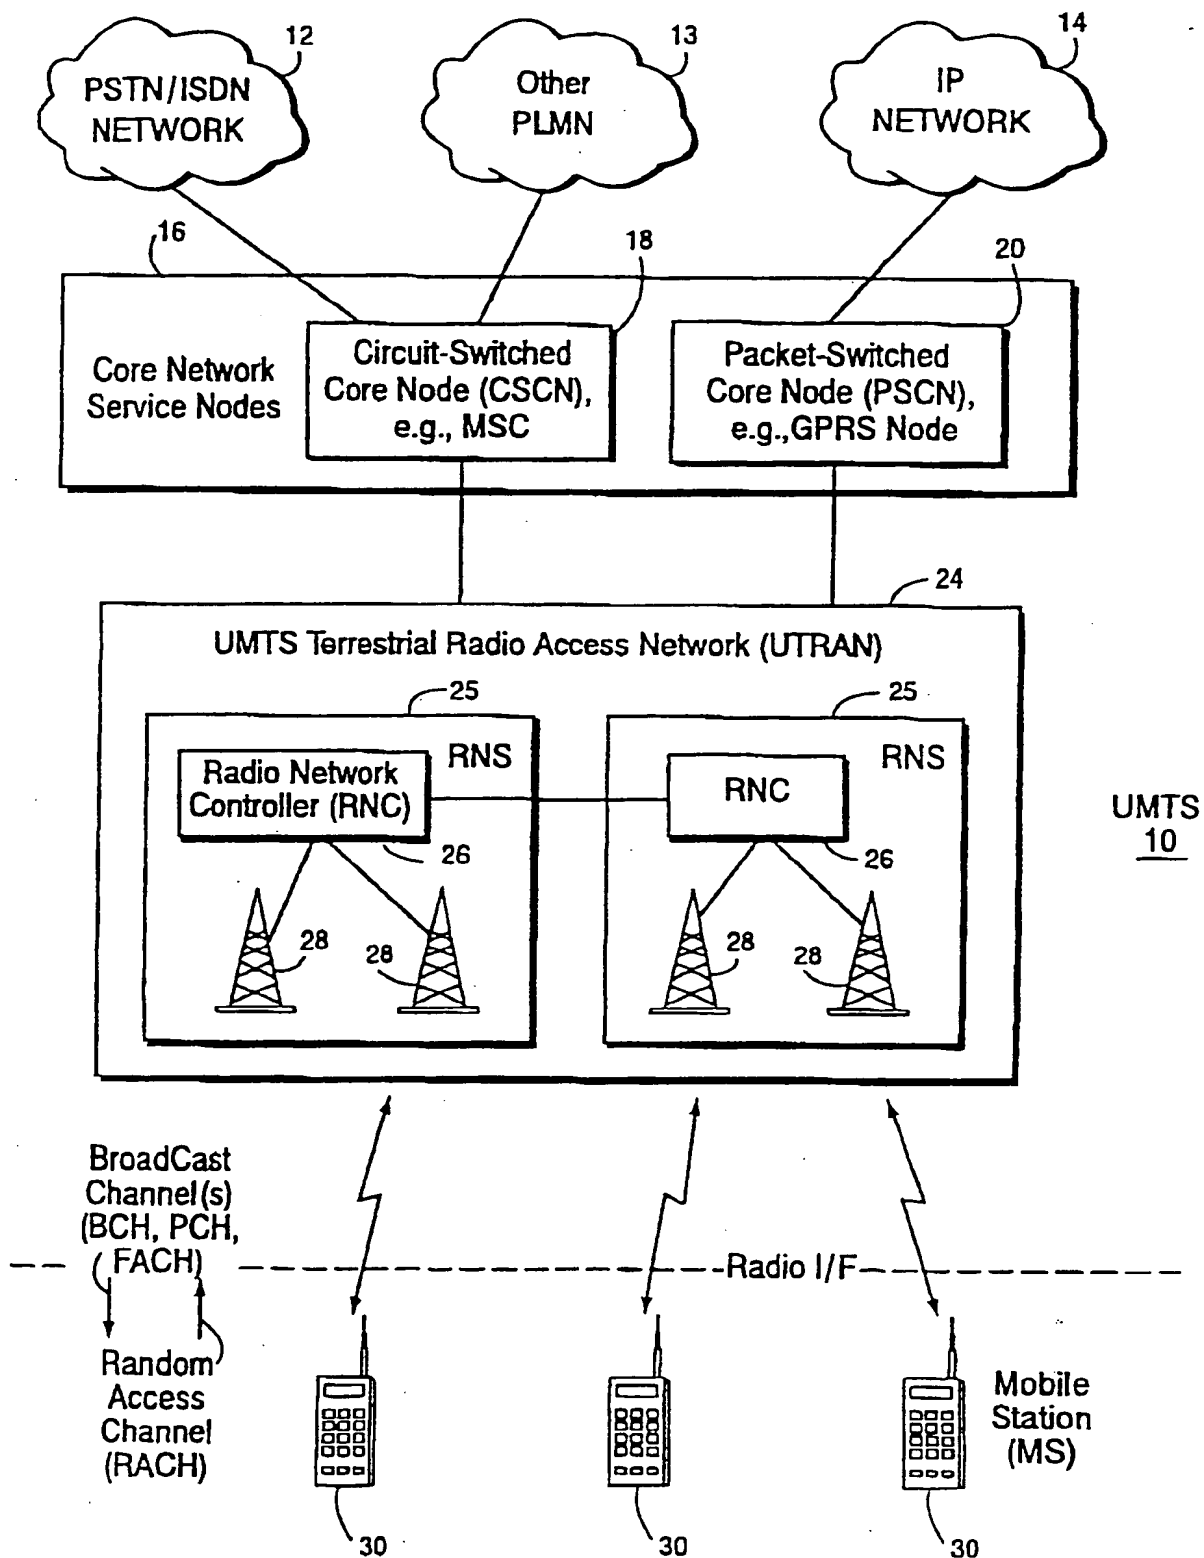 12
13
14
PSTN/ISDN
NETWORK
Other
PLMN
IP
NETWORK
16
18
20
Core Network
Service Nodes
Circuit-Switched
Core Node (CSCN),
e.g., MSC
Packet-Switched
Core Node (PSCN),
e.g.,GPRS Node
24
UMTS Terrestrial Radio Access Network (UTRAN)
25
25
RNS
RNS
Radio Network
Controller (RNC)
RNC
26
26
UMTS
10
28
28
28
28
BroadCast
Channel(s)
(BCH, PCH,
FACH)
Radio I/F
Random
Access
Channel
(RACH)
Mobile
Station
(MS)
30
30
30